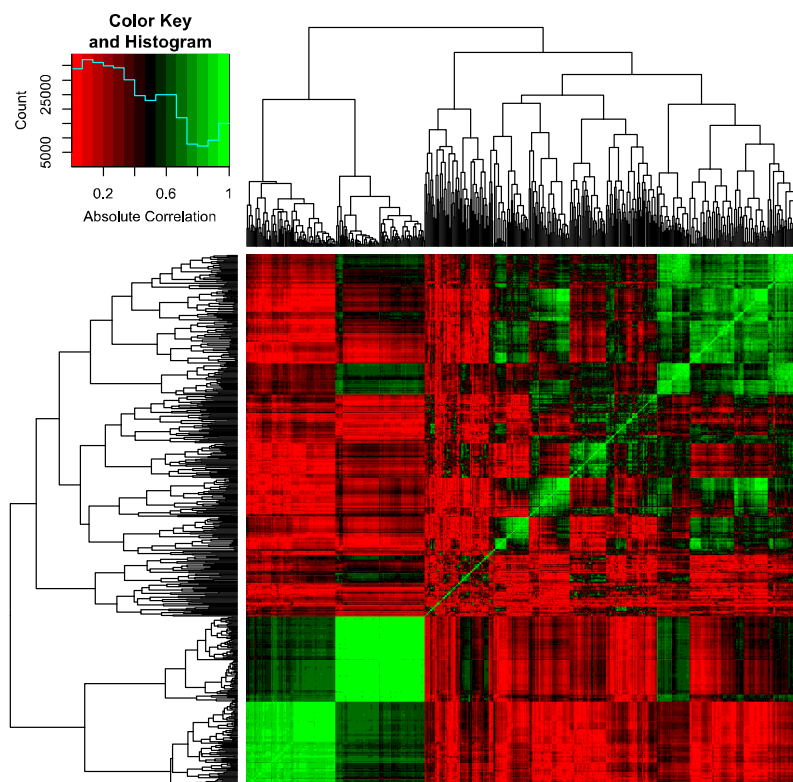 Color Key
and Histogram
Count
5000
25000
0.2
0.6
1
Absolute Correlation